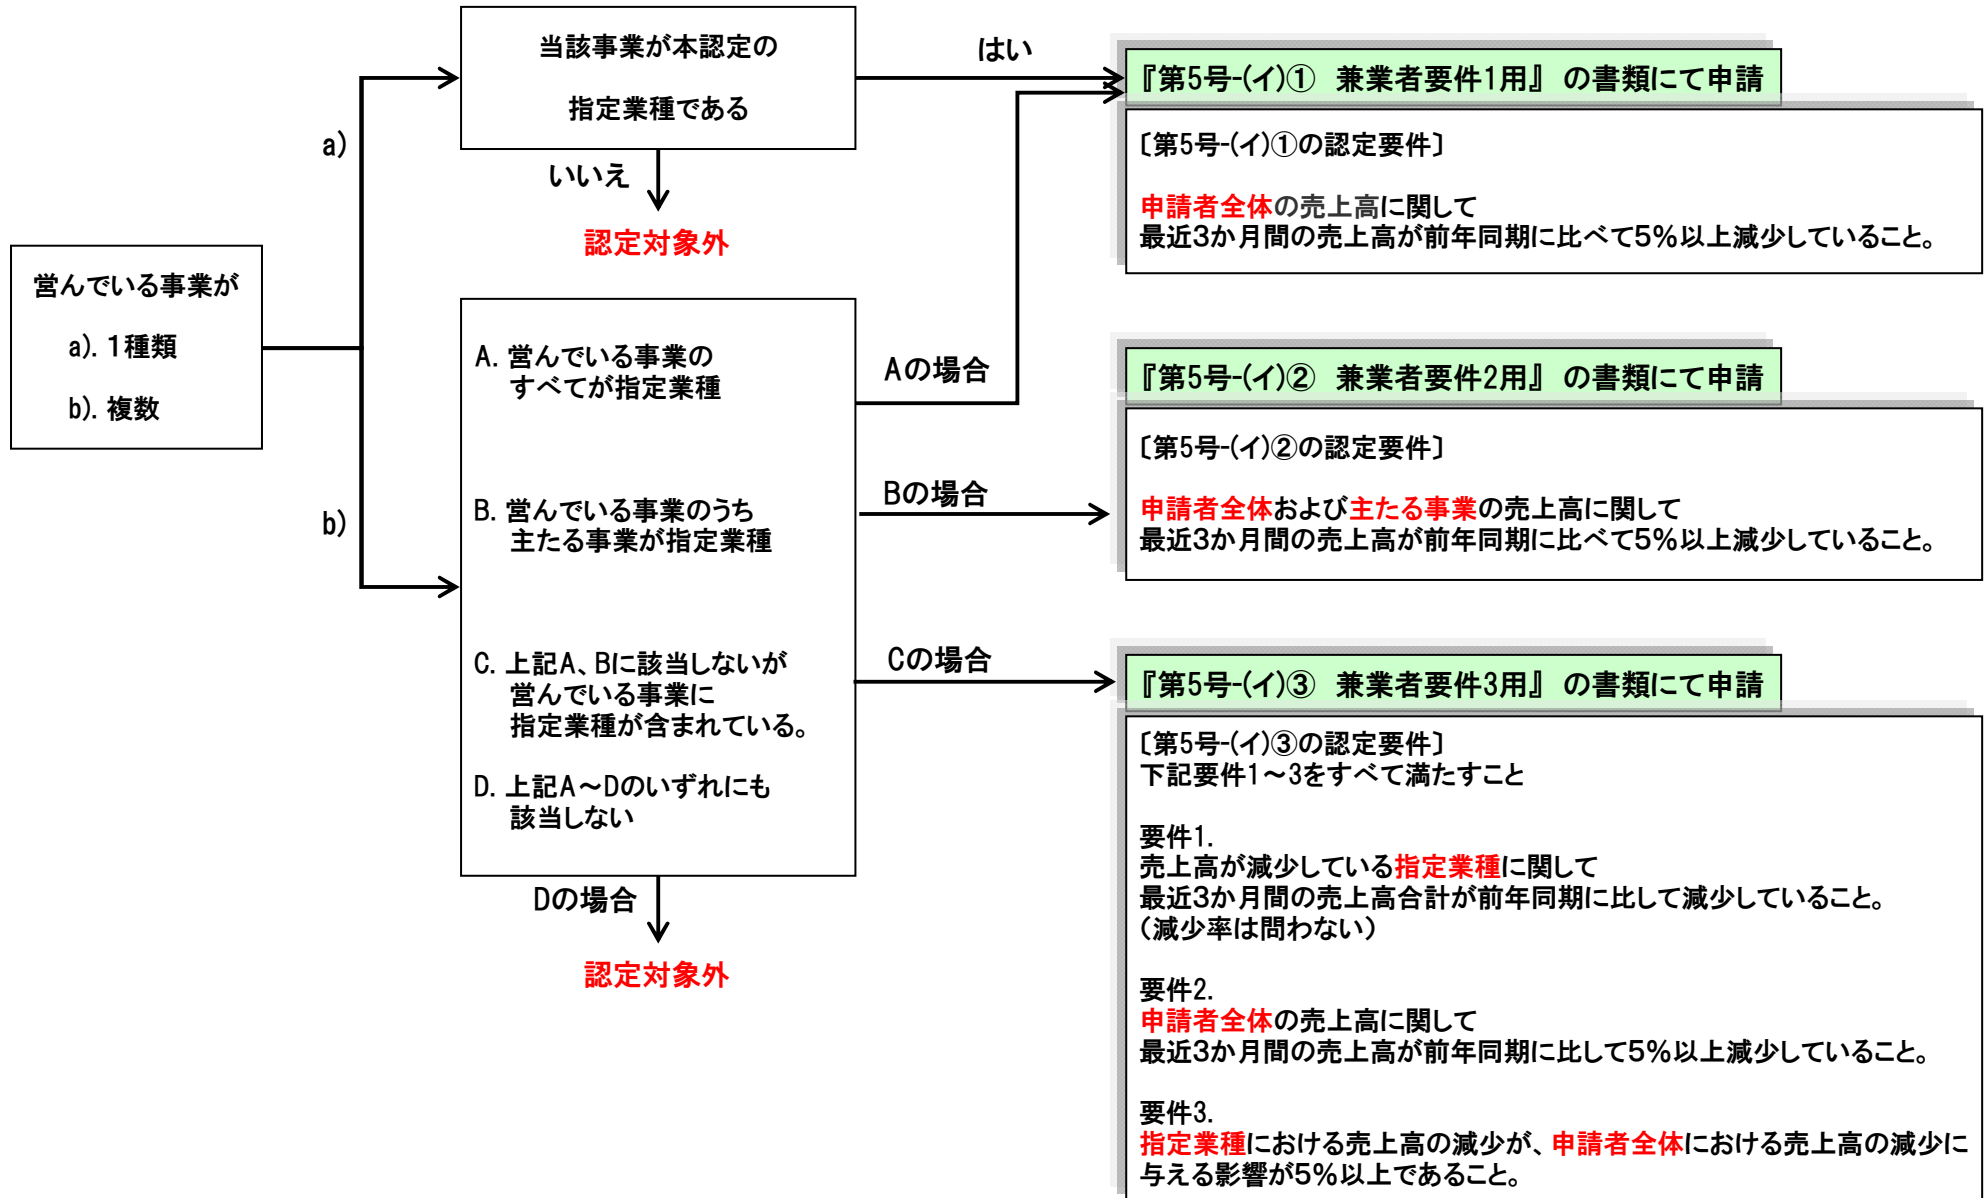 営んでいる事業が
a). 1種類
b). 複数
a)
b)
当該事業が本認定の
指定業種である
はい
いいえ
認定対象外
A. 営んでいる事業の
すべてが指定業種
B. 営んでいる事業のうち
主たる事業が指定業種
C. 上記A、Bに該当しないが
営んでいる事業に
指定業種が含まれている。
D. 上記A～Dのいずれにも
該当しない
Aの場合
Bの場合
Cの場合
Dの場合
認定対象外
『第5号-(イ)①　兼業者要件1用』 の書類にて申請
〔第5号-(イ)①の認定要件〕
申請者全体の売上高に関して
最近3か月間の売上高が前年同期に比べて5%以上減少していること。
『第5号-(イ)②　兼業者要件2用』 の書類にて申請
〔第5号-(イ)②の認定要件〕
申請者全体および主たる事業の売上高に関して
最近3か月間の売上高が前年同期に比べて5%以上減少していること。
『第5号-(イ)③　兼業者要件3用』 の書類にて申請
〔第5号-(イ)③の認定要件〕
下記要件1～3をすべて満たすこと
要件1.
売上高が減少している指定業種に関して
最近3か月間の売上高合計が前年同期に比して減少していること。
（減少率は問わない）
要件2.
申請者全体の売上高に関して
最近3か月間の売上高が前年同期に比して5%以上減少していること。
要件3.
指定業種における売上高の減少が、申請者全体における売上高の減少に
与える影響が5%以上であること。